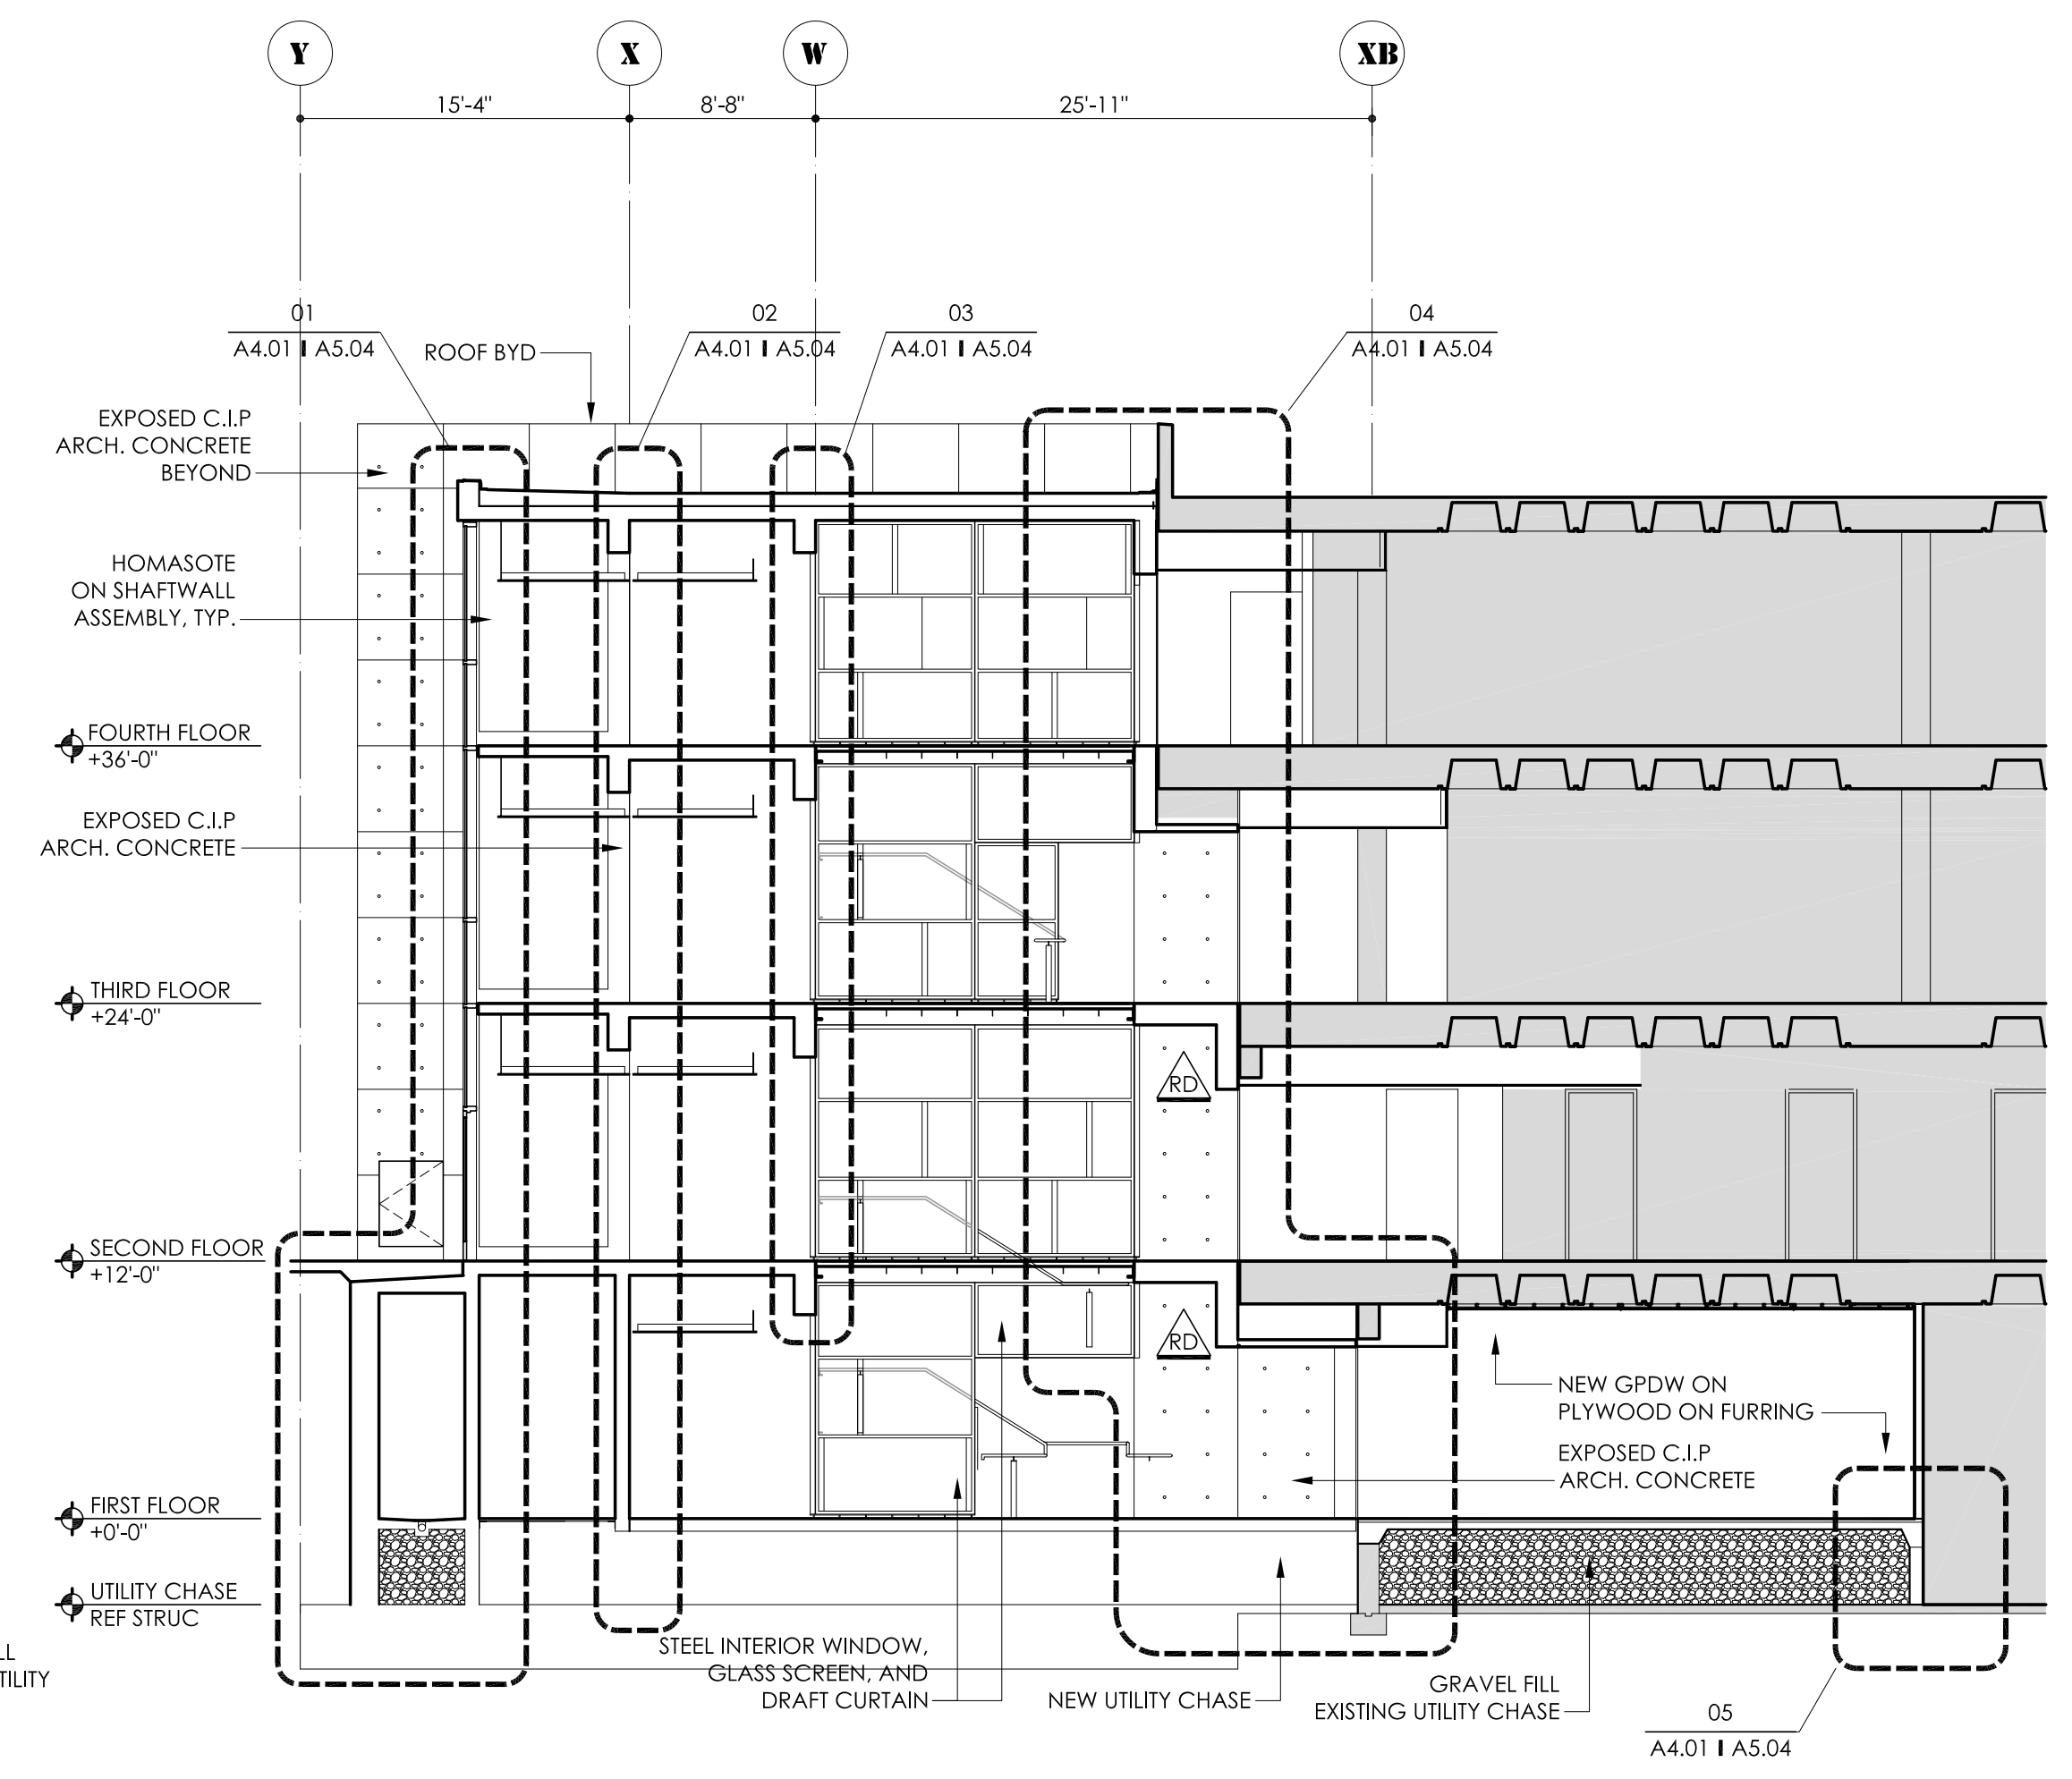 Y
X
W
XB
15'-4"
8'-8"
25'-11"
01
A4.01 A5.04
02
A4.01 A5.04
03
A4.01 A5.04
04
A4.01 A5.04
ROOF BYD
EXPOSED C.I.P
ARCH. CONCRETE
BEYOND
HOMASOTE
ON SHAFTWALL
ASSEMBLY, TYP.
FOURTH FLOOR
+36'-0"
EXPOSED C.I.P
ARCH. CONCRETE
THIRD FLOOR
+24'-0"
RD
SECOND FLOOR
+12'-0"
RD
NEW GPDW ON
PLYWOOD ON FURRING
EXPOSED C.I.P
ARCH. CONCRETE
FIRST FLOOR
+0'-0"
UTILITY CHASE
REF STRUC
STEEL INTERIOR WINDOW,
GLASS SCREEN, AND
DRAFT CURTAIN
NEW UTILITY CHASE
GRAVEL FILL
EXISTING UTILITY CHASE
05
A4.01 A5.04